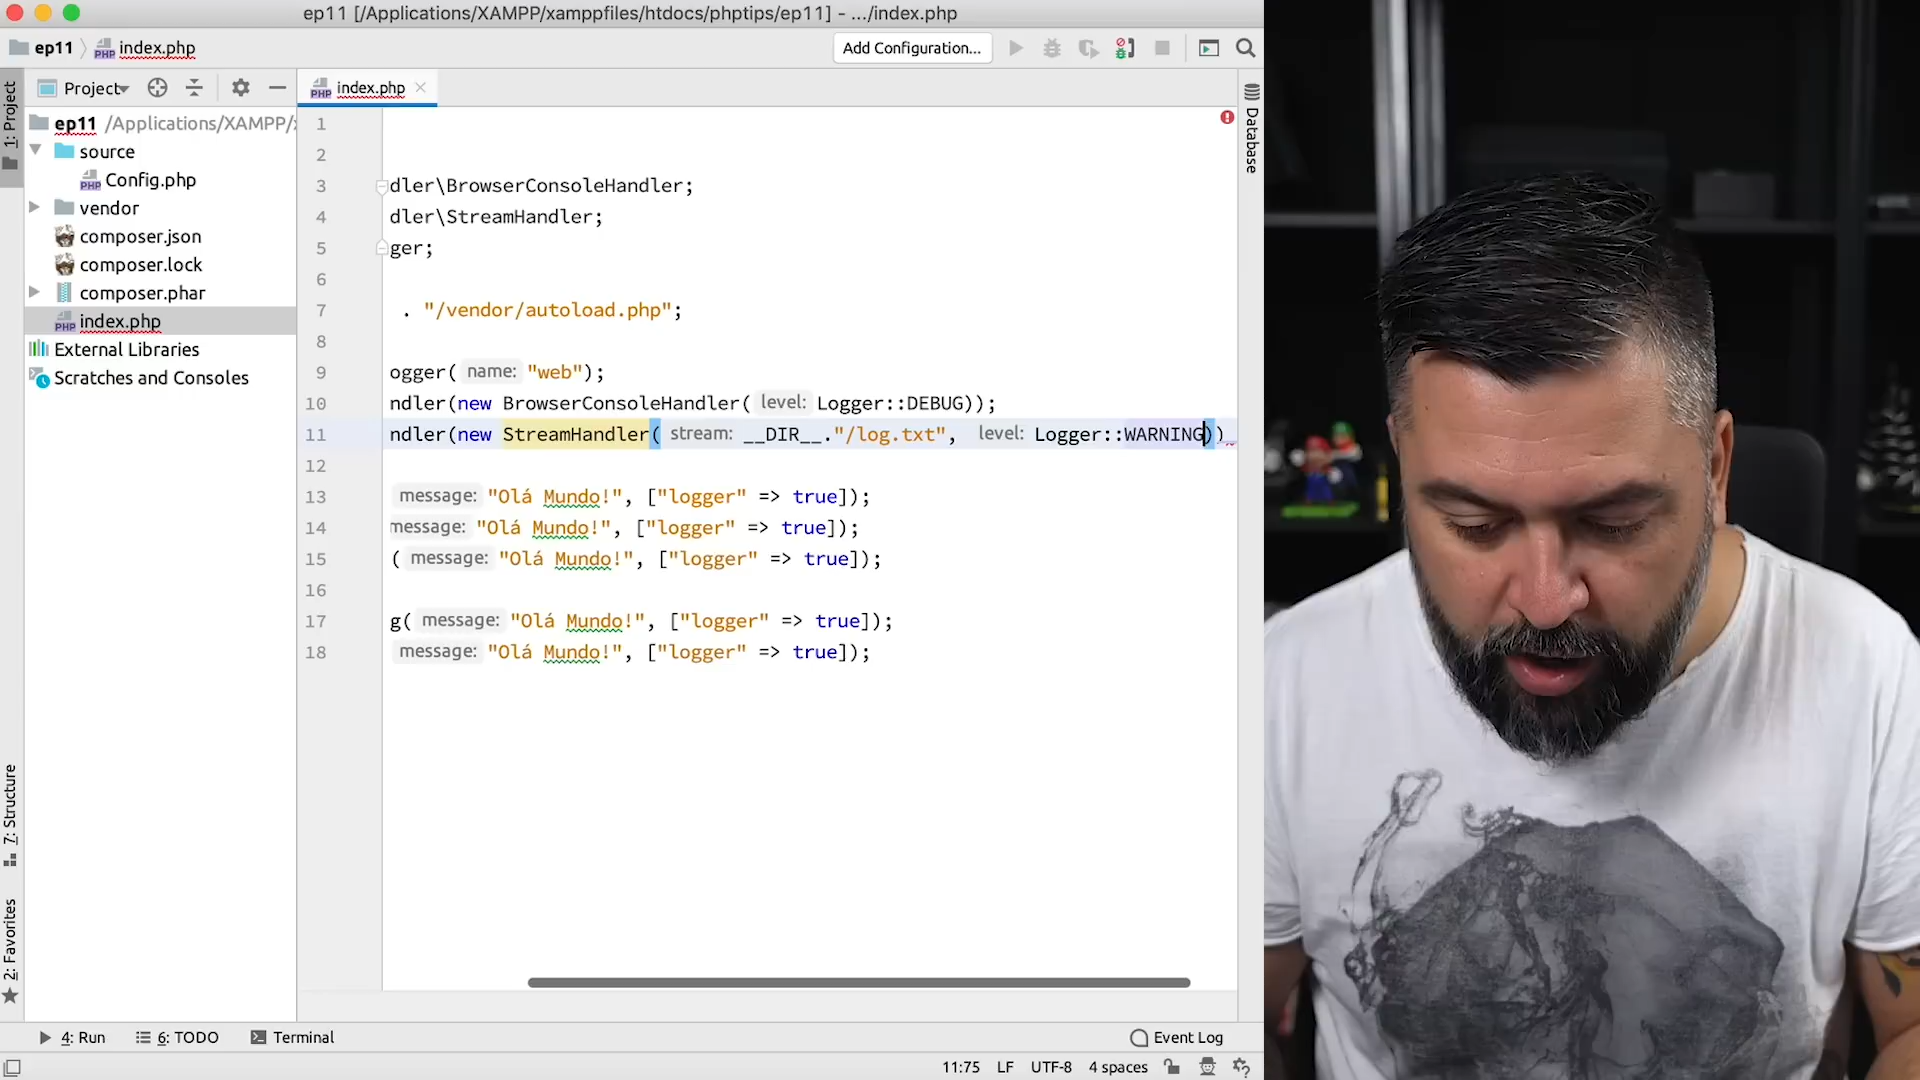 ep11 [/Applications/XAMPP/xamppfiles/htdocs/phptips/ep11] - .../index.php
ep11 index.php Add Configuration...
1: Project
Project
index.php
Database
ep11 /Applications/XAMPP/
source
Config.php
vendor
composer.json
composer.lock
composer.phar
index.php
External Libraries
Scratches and Consoles
1
2
3 dler\BrowserConsoleHandler;
4 dler\StreamHandler;
5 ger;
6
7 . "/vendor/autoload.php";
8
9 ogger( name: "web");
10 ndler(new BrowserConsoleHandler( level: Logger::DEBUG));
11 ndler(new StreamHandler( stream: __DIR__."/log.txt", level: Logger::WARNING))
12
13 message: "Olá Mundo!", ["logger" => true]);
14 message: "Olá Mundo!", ["logger" => true]);
15 ( message: "Olá Mundo!", ["logger" => true]);
16
17 g( message: "Olá Mundo!", ["logger" => true]);
18 message: "Olá Mundo!", ["logger" => true]);
7: Structure
2: Favorites
4: Run 6: TODO Terminal Event Log
11:75 LF UTF-8 4 spaces